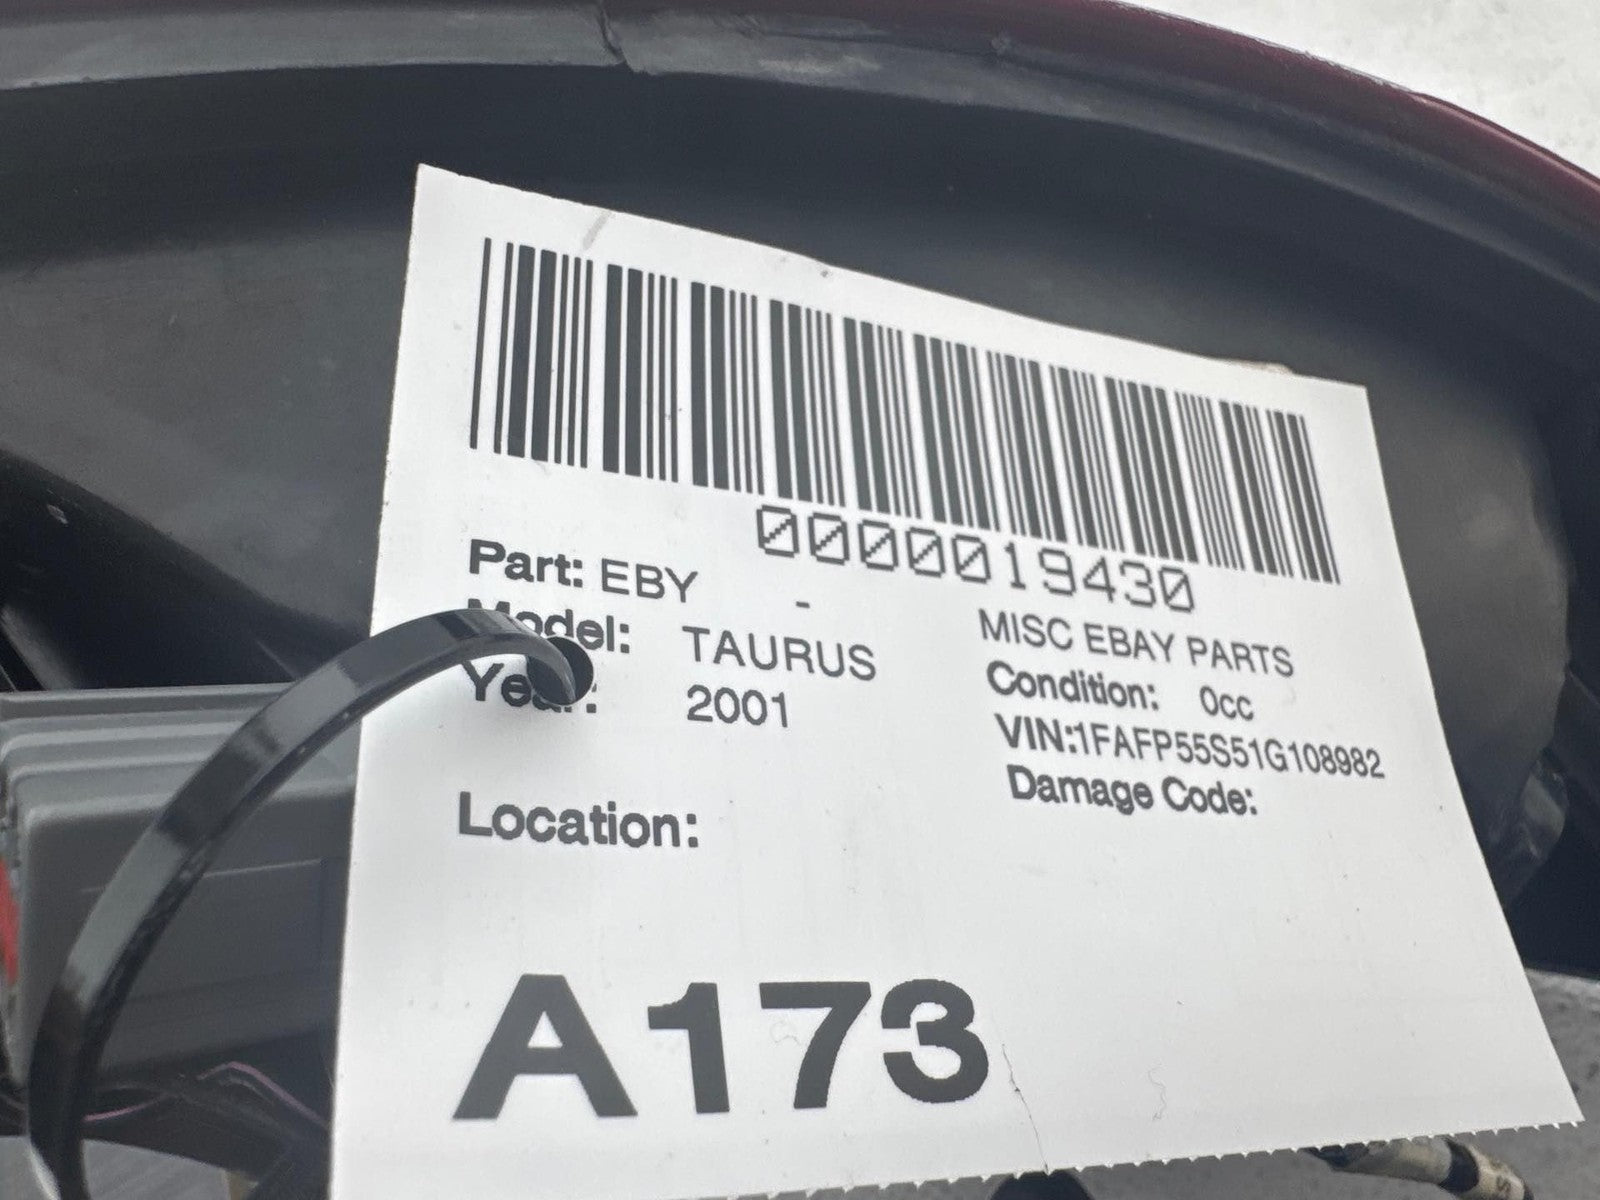 0000019430
Part: EBY -
MISC EBAY PARTS
Model: TAURUS
Condition: 0cc
Year: 2001
VIN:1FAFP55S51G108982
Damage Code:
Location:
A173